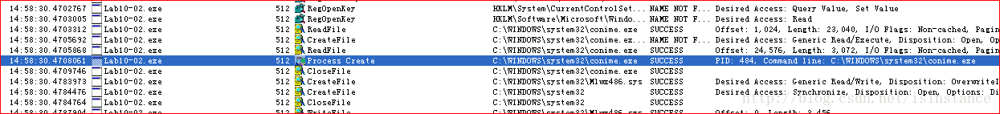 14:58:30.4702767 Lab10-02.exe 512 RegOpenKey HKLM\System\CurrentControlSet... NAME NOT F... Desired Access: Query Value, Set Value
14:58:30.4703005 Lab10-02.exe 512 RegOpenKey HKLM\Software\Microsoft\Windo... NAME NOT F... Desired Access: Read
14:58:30.4703312 Lab10-02.exe 512 ReadFile C:\WINDOWS\system32\conime.exe SUCCESS Offset: 1,024, Length: 23,040, I/O Flags: Non-cached, Pagin
14:58:30.4705692 Lab10-02.exe 512 CreateFile C:\WINDOWS\system32\conime.ex... NAME NOT F... Desired Access: Generic Read/Execute, Disposition: Open, Op
14:58:30.4705868 Lab10-02.exe 512 ReadFile C:\WINDOWS\system32\conime.exe SUCCESS Offset: 24,576, Length: 3,072, I/O Flags: Non-cached, Paging
14:58:30.4708061 Lab10-02.exe 512 Process Create C:\WINDOWS\system32\conime.exe SUCCESS PID: 484, Command line: C:\WINDOWS\system32\conime.exe
14:58:30.4709746 Lab10-02.exe 512 CloseFile C:\WINDOWS\system32\conime.exe SUCCESS
14:58:30.4783973 Lab10-02.exe 512 CreateFile C:\WINDOWS\system32\Mlwx486.sys SUCCESS Desired Access: Generic Read/Write, Disposition: OverwriteI
14:58:30.4784476 Lab10-02.exe 512 CreateFile C:\WINDOWS\system32 SUCCESS Desired Access: Synchronize, Disposition: Open, Options: Di
14:58:30.4784764 Lab10-02.exe 512 CloseFile C:\WINDOWS\system32 SUCCESS
http://blog.csdn.net/isinstance
14:58:30.4787904 Lab10-02.exe 512 WriteFile C:\WINDOWS\system32\Mlwx486.sys SUCCESS Offset: 0, Length: 3,456